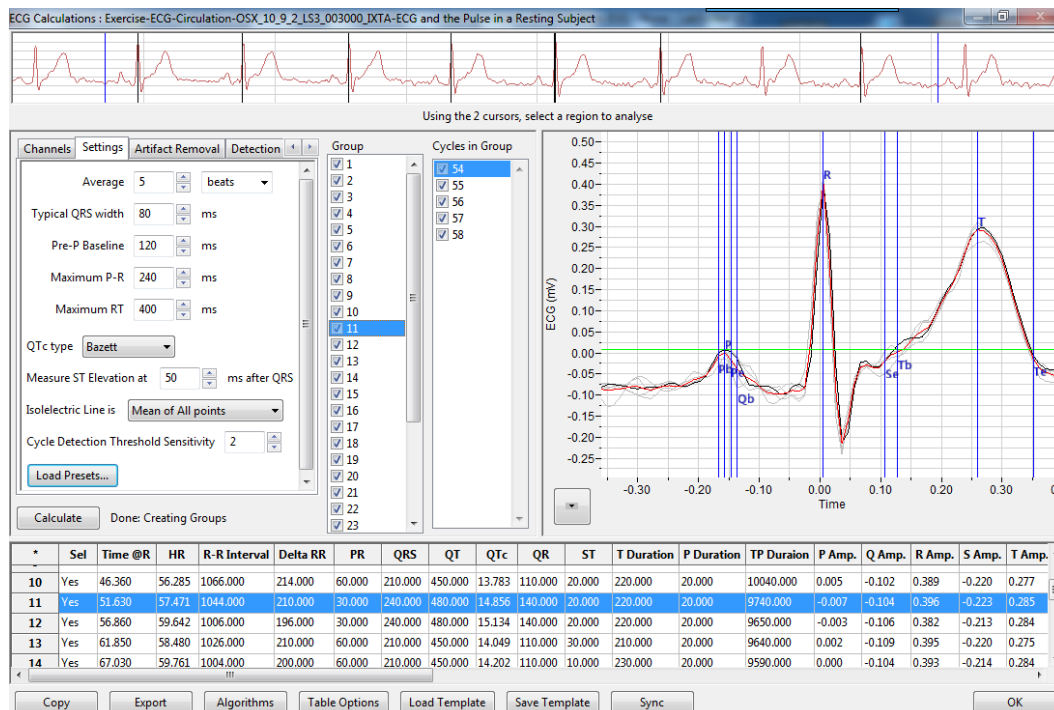 ECG Calculations : Exercise-ECG-Circulation-OSX_10_9_2_LS3_003000_IXTA-ECG and the Pulse in a Resting Subject
Using the 2 cursors, select a region to analyse
Channels Settings Artifact Removal Detection
Average 5 beats
Typical QRS width 80 ms
Pre-P Baseline 120 ms
Maximum P-R 240 ms
Maximum RT 400 ms
QTc type Bazett
Measure ST Elevation at 50 ms after QRS
Isolelectric Line is Mean of All points
Cycle Detection Threshold Sensitivity 2
Load Presets...
Calculate Done: Creating Groups
Group
1
2
3
4
5
6
7
8
9
10
11
12
13
14
15
16
17
18
19
20
21
22
23
Cycles in Group
54
55
56
57
58
ECG (mV)
0.50
0.45
0.40
0.35
0.30
0.25
0.20
0.15
0.10
0.05
0.00
-0.05
-0.10
-0.15
-0.20
-0.25
R
T
P
Pb Pe
Qb
Se
Tb
Te
-0.30 -0.20 -0.10 0.00 0.10 0.20 0.30
Time
* Sel Time @R HR R-R Interval Delta RR PR QRS QT QTc QR ST T Duration P Duration TP Duraion P Amp. Q Amp. R Amp. S Amp. T Amp.
10 Yes 46.360 56.285 1066.000 214.000 60.000 210.000 450.000 13.783 110.000 20.000 220.000 20.000 10040.000 0.005 -0.102 0.389 -0.220 0.277
11 Yes 51.630 57.471 1044.000 210.000 30.000 240.000 480.000 14.856 140.000 20.000 220.000 20.000 9740.000 -0.007 -0.104 0.396 -0.223 0.285
12 Yes 56.860 59.642 1006.000 196.000 30.000 240.000 480.000 15.134 140.000 20.000 220.000 20.000 9650.000 -0.003 -0.106 0.382 -0.213 0.284
13 Yes 61.850 58.480 1026.000 210.000 60.000 210.000 450.000 14.049 110.000 30.000 210.000 20.000 9640.000 0.002 -0.109 0.395 -0.220 0.275
14 Yes 67.030 59.761 1004.000 200.000 60.000 210.000 450.000 14.202 110.000 10.000 230.000 20.000 9590.000 0.000 -0.104 0.393 -0.214 0.284
Copy Export Algorithms Table Options Load Template Save Template Sync OK